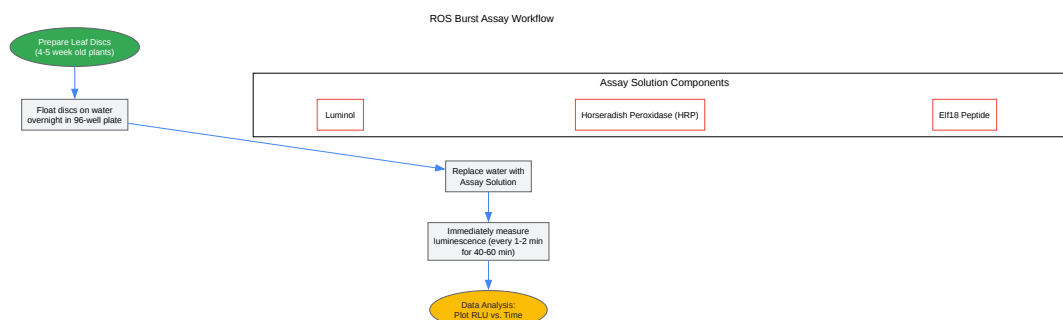 ROS Burst Assay Workflow
Prepare Leaf Discs
(4-5 week old plants)
Assay Solution Components
Float discs on water
overnight in 96-well plate
Luminol
Horseradish Peroxidase (HRP)
Elf18 Peptide
Replace water with
Assay Solution
Immediately measure
luminescence (every 1-2 min
for 40-60 min)
Data Analysis:
Plot RLU vs. Time